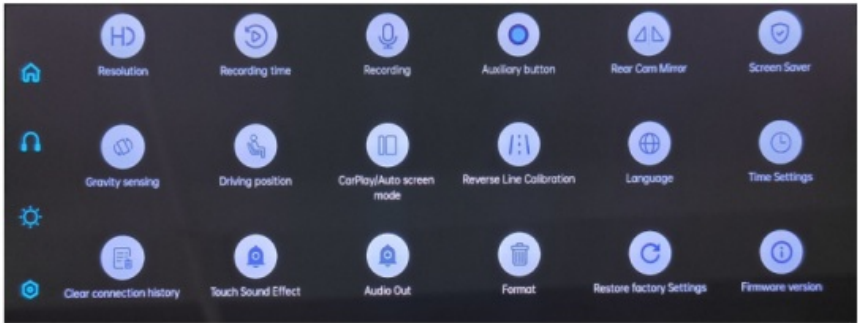 HD
Resolution
Recording time
Recording
Auxiliary button
Rear Cam Mirror
Screen Saver
Gravity sensing
Driving position
CarPlay/Auto screen
mode
Reverse Line Calibration
Language
Time Settings
Clear connection history
Touch Sound Effect
Audio Out
Format
Restore factory Settings
Firmware version